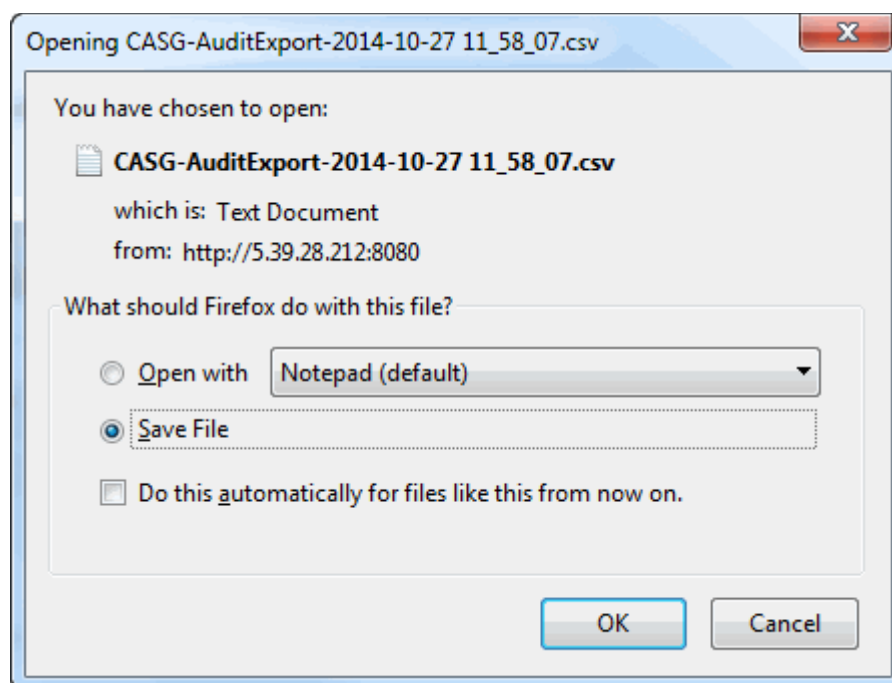 Opening CASG-AuditExport-2014-10-27 11_58_07.csv
You have chosen to open:
CASG-AuditExport-2014-10-27 11_58_07.csv
which is: Text Document
from: http://5.39.28.212:8080
What should Firefox do with this file?
Open with Notepad (default)
Save File
Do this automatically for files like this from now on.
OK Cancel